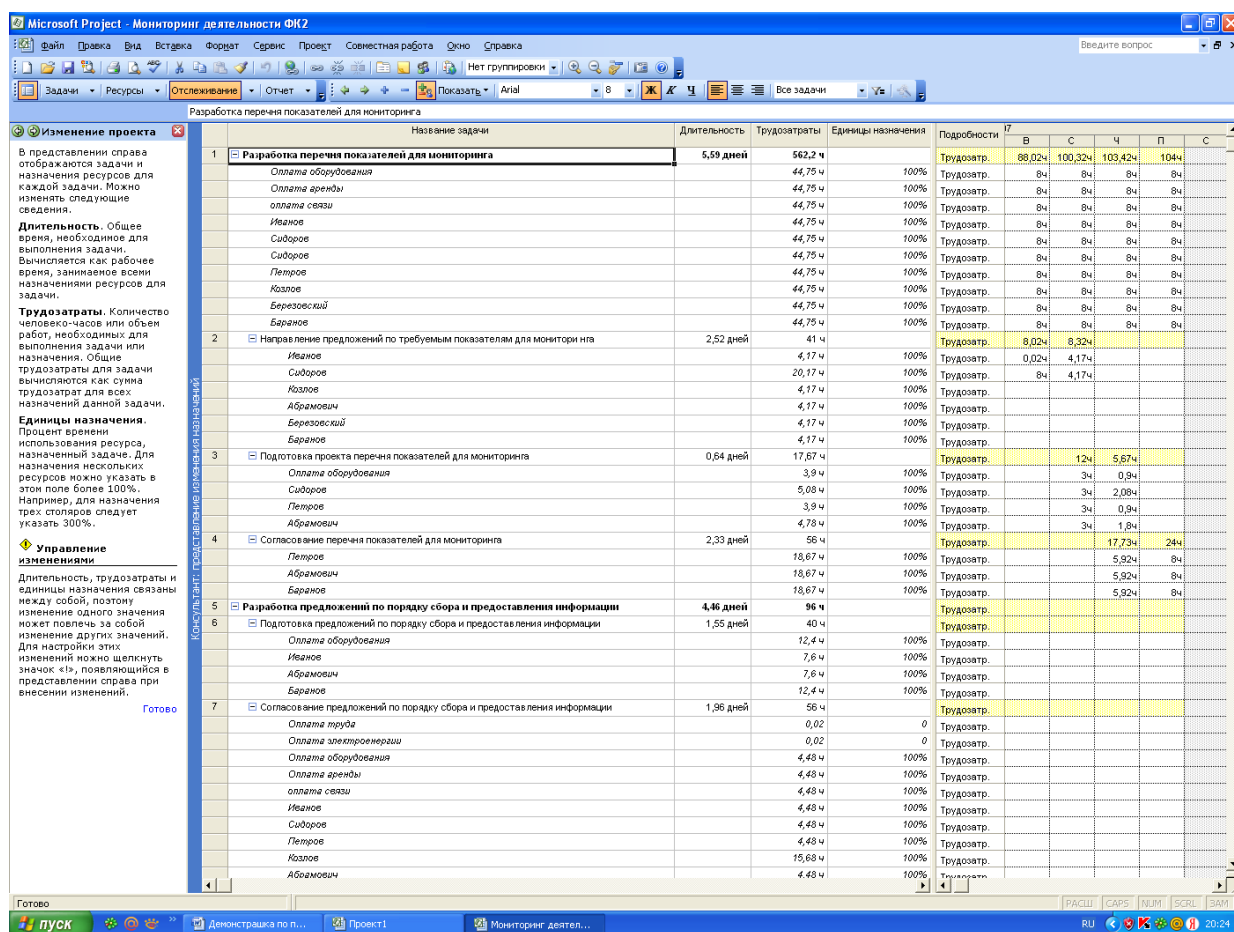 Microsoft Project - Мониторинг деятельности ФК2
Файл Правка Вид Вставка Формат Сервис Проект Совместная работа Окно Справка Введите вопрос
Нет группировки
Задачи Ресурсы Отслеживание Отчет Показать Arial 8 Ж К Ч Все задачи
Разработка перечня показателей для мониторинга
Изменение проекта
В представлении справа
отображаются задачи и
назначения ресурсов для
каждой задачи. Можно
изменять следующие
сведения.
Длительность. Общее
время, необходимое для
выполнения задачи.
Вычисляется как рабочее
время, занимаемое всеми
назначениями ресурсов для
задачи.
Трудозатраты. Количество
человеко-часов или объем
работ, необходимых для
выполнения задачи или
назначения. Общие
трудозатраты для задачи
вычисляются как сумма
трудозатрат для всех
назначений данной задачи.
Единицы назначения.
Процент времени
использования ресурса,
назначенный задаче. Для
назначения нескольких
ресурсов можно указать в
этом поле более 100%.
Например, для назначения
трех столяров следует
указать 300%.
Управление
изменениями
Длительность, трудозатраты и
единицы назначения связаны
между собой, поэтому
изменение одного значения
может повлечь за собой
изменение других значений.
Для настройки этих
изменений можно щелкнуть
значок «!», появляющийся в
представлении справа при
внесении изменений.
Готово
Консультант: представление изменения назначений
Название задачи Длительность Трудозатраты Единицы назначения Подробности 17
В С Ч П С
1 Разработка перечня показателей для мониторинга 5,59 дней 562,2 ч Трудозатр. 88,02ч 100,32ч 103,42ч 104ч
Оплата оборудования 44,75 ч 100% Трудозатр. 8ч 8ч 8ч 8ч
Оплата аренды 44,75 ч 100% Трудозатр. 8ч 8ч 8ч 8ч
оплата связи 44,75 ч 100% Трудозатр. 8ч 8ч 8ч 8ч
Иванов 44,75 ч 100% Трудозатр. 8ч 8ч 8ч 8ч
Сидоров 44,75 ч 100% Трудозатр. 8ч 8ч 8ч 8ч
Сидоров 44,75 ч 100% Трудозатр. 8ч 8ч 8ч 8ч
Петров 44,75 ч 100% Трудозатр. 8ч 8ч 8ч 8ч
Козлов 44,75 ч 100% Трудозатр. 8ч 8ч 8ч 8ч
Березовский 44,75 ч 100% Трудозатр. 8ч 8ч 8ч 8ч
Баранов 44,75 ч 100% Трудозатр. 8ч 8ч 8ч 8ч
2 Направление предложений по требуемым показателям для монитори нга 2,52 дней 41 ч Трудозатр. 8,02ч 8,32ч
Иванов 4,17 ч 100% Трудозатр. 0,02ч 4,17ч
Сидоров 20,17 ч 100% Трудозатр. 8ч 4,17ч
Козлов 4,17 ч 100% Трудозатр.
Абрамович 4,17 ч 100% Трудозатр.
Березовский 4,17 ч 100% Трудозатр.
Баранов 4,17 ч 100% Трудозатр.
3 Подготовка проекта перечня показателей для мониторинга 0,64 дней 17,67 ч Трудозатр. 12ч 5,67ч
Оплата оборудования 3,9 ч 100% Трудозатр. 3ч 0,9ч
Сидоров 5,08 ч 100% Трудозатр. 3ч 2,08ч
Петров 3,9 ч 100% Трудозатр. 3ч 0,9ч
Абрамович 4,78 ч 100% Трудозатр. 3ч 1,8ч
4 Согласование перечня показателей для мониторинга 2,33 дней 56 ч Трудозатр. 17,73ч 24ч
Петров 18,67 ч 100% Трудозатр. 5,92ч 8ч
Абрамович 18,67 ч 100% Трудозатр. 5,92ч 8ч
Баранов 18,67 ч 100% Трудозатр. 5,92ч 8ч
5 Разработка предложений по порядку сбора и предоставления информации 4,46 дней 96 ч Трудозатр.
6 Подготовка предложений по порядку сбора и предоставления информации 1,55 дней 40 ч Трудозатр.
Оплата оборудования 12,4 ч 100% Трудозатр.
Иванов 7,6 ч 100% Трудозатр.
Абрамович 7,6 ч 100% Трудозатр.
Баранов 12,4 ч 100% Трудозатр.
7 Согласование предложений по порядку сбора и предоставления информации 1,96 дней 56 ч Трудозатр.
Оплата труда 0,02 0 Трудозатр.
Оплата электроенергии 0,02 0 Трудозатр.
Оплата оборудования 4,48 ч 100% Трудозатр.
Оплата аренды 4,48 ч 100% Трудозатр.
оплата связи 4,48 ч 100% Трудозатр.
Иванов 4,48 ч 100% Трудозатр.
Сидоров 4,48 ч 100% Трудозатр.
Петров 4,48 ч 100% Трудозатр.
Козлов 15,68 ч 100% Трудозатр.
Абрамович 4,48 ч 100% Трудозатр.
Готово РАСШ CAPS NUM SCRL ЗАМ
пуск Демонстрашка по п... Проект1 Мониторинг деятел... RU 20:24